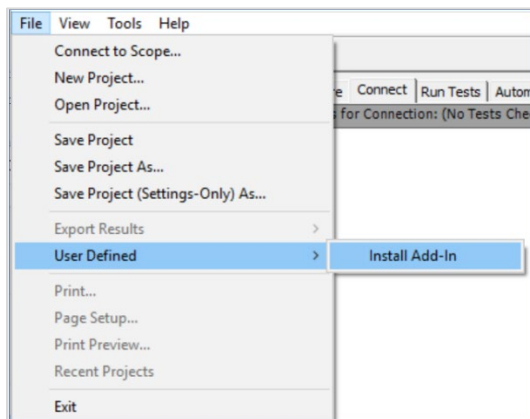 File View Tools Help
Connect to Scope...
New Project...
Open Project...
Connect Run Tests
for Connection: (No Tests
Save Project
Save Project As...
Save Project (Settings-Only) As...
Export Results >
User Defined > Install Add-In
Print...
Page Setup...
Print Preview...
Recent Projects
Exit